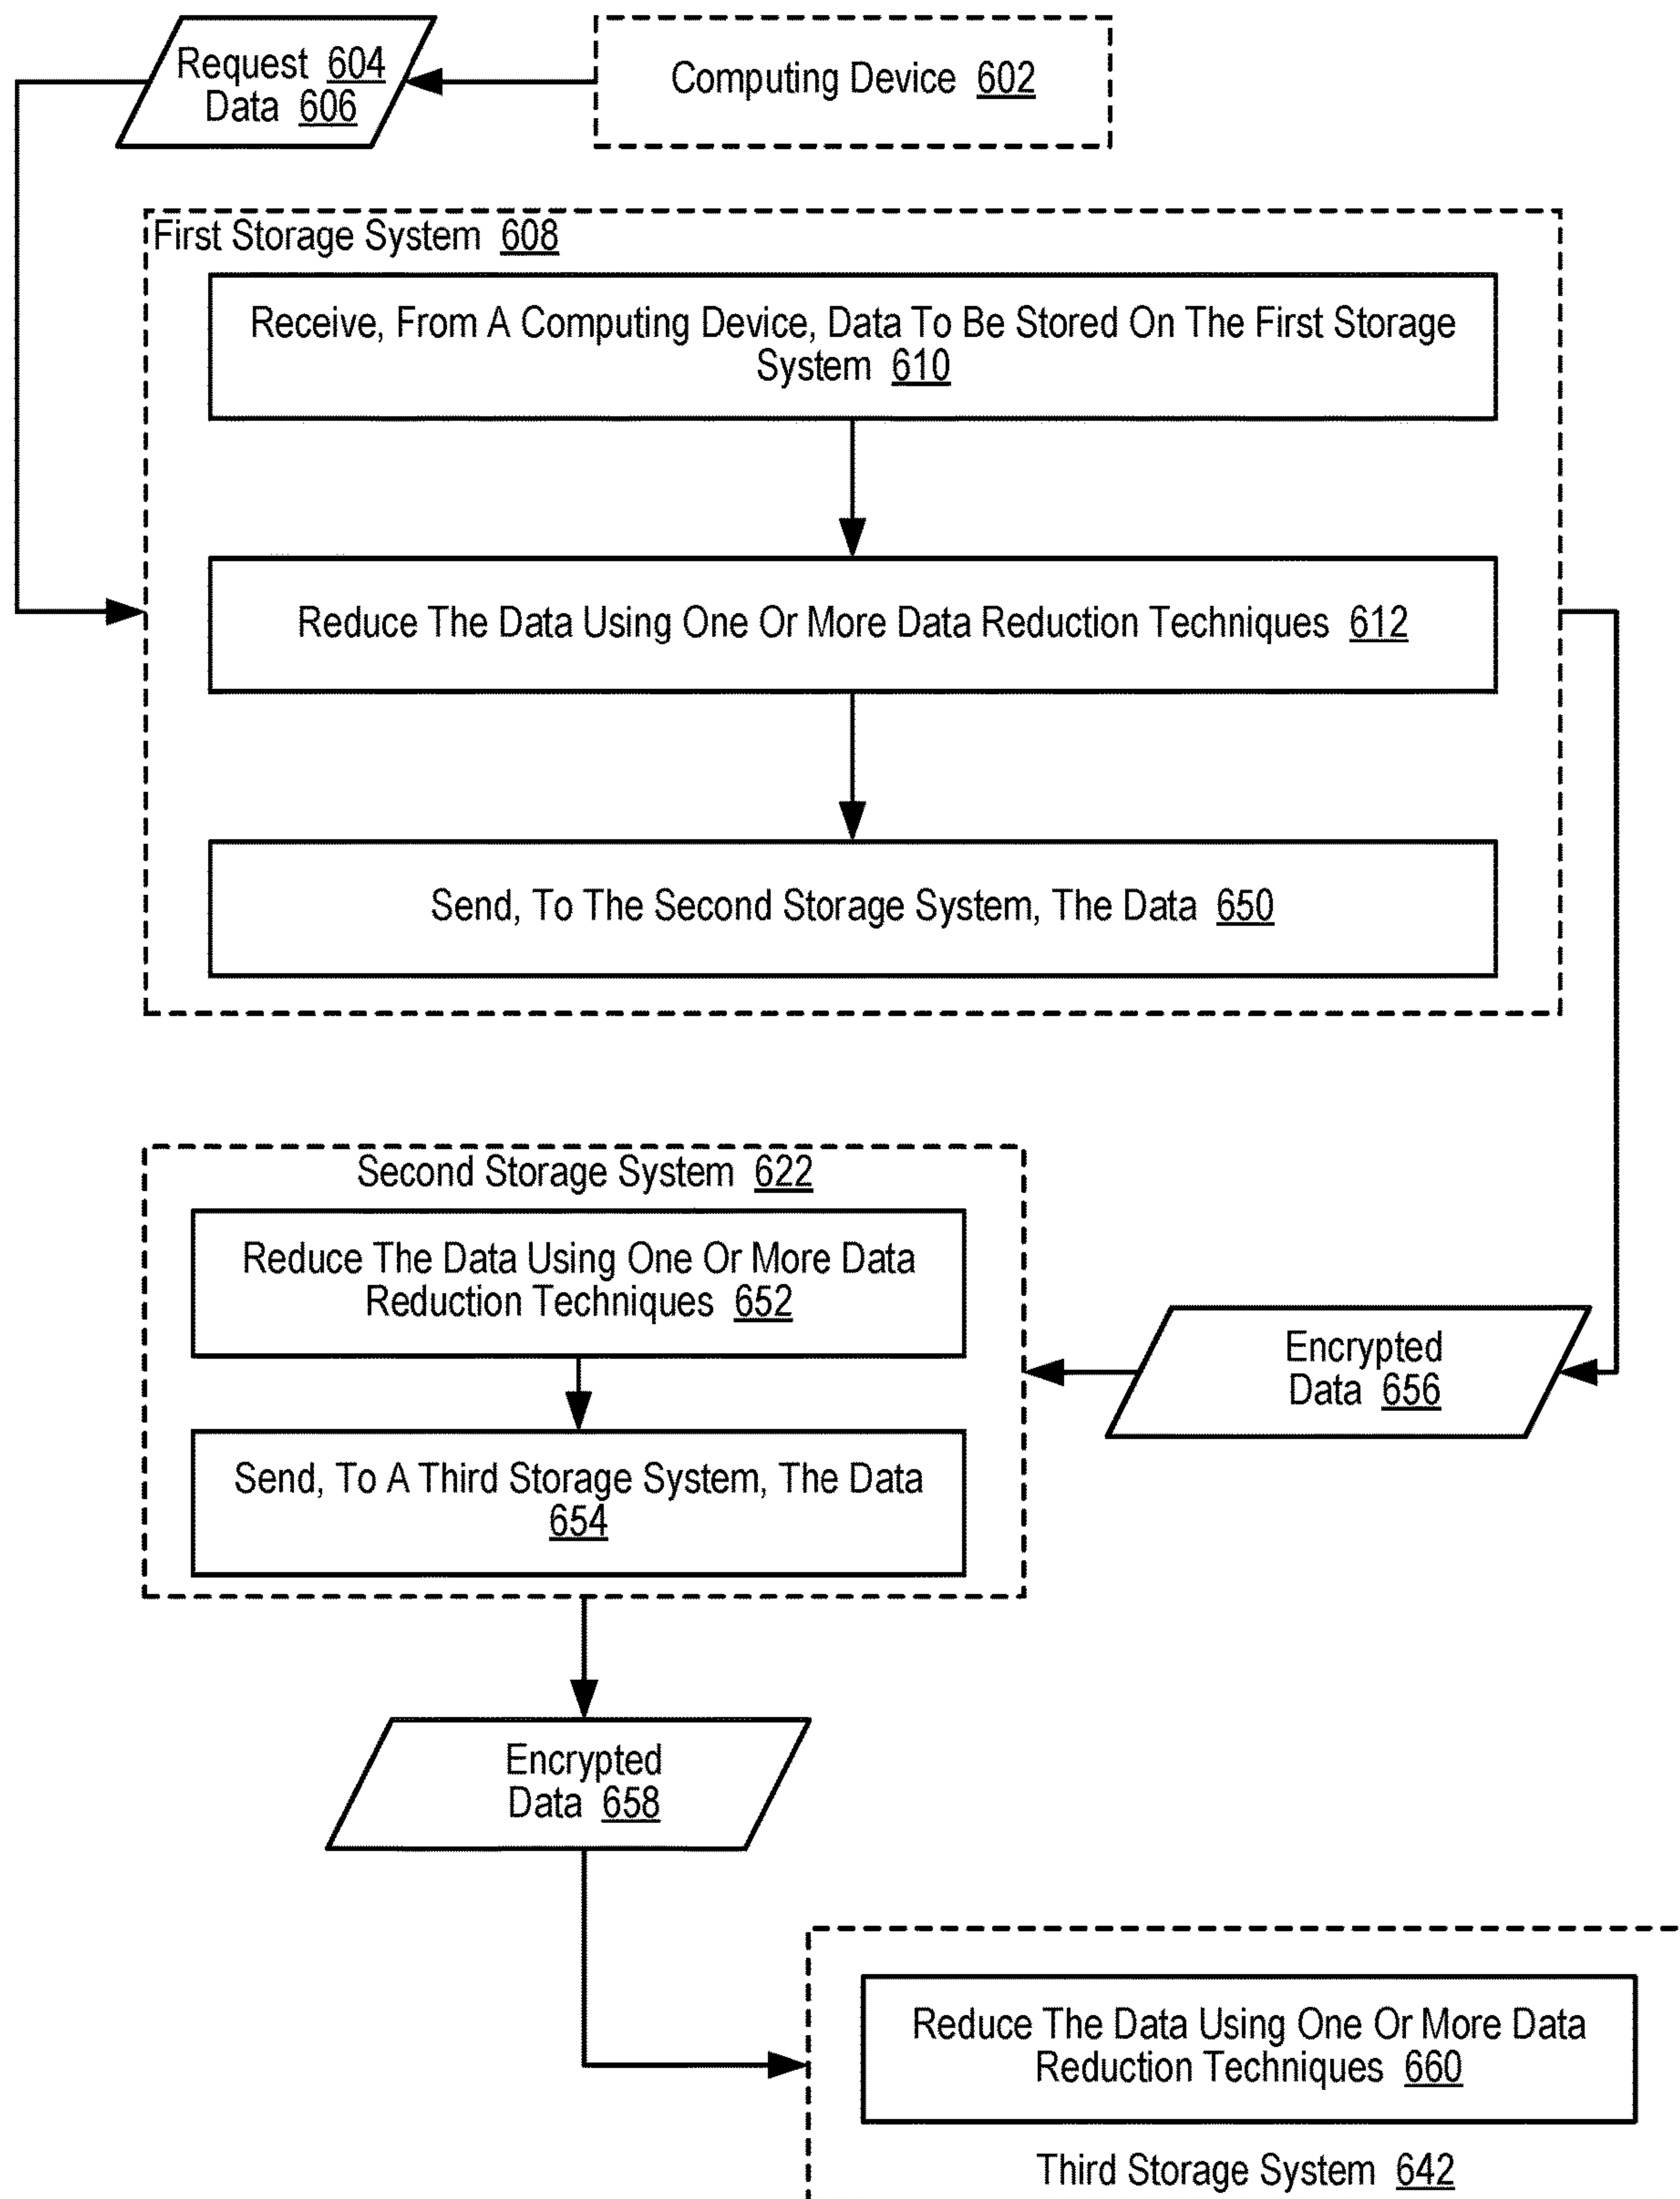 Request 604
Data 606
Computing Device 602
First Storage System 608
Receive, From A Computing Device, Data To Be Stored On The First Storage
System 610
Reduce The Data Using One Or More Data Reduction Techniques 612
Send, To The Second Storage System, The Data 650
Second Storage System 622
Reduce The Data Using One Or More Data
Reduction Techniques 652
Send, To A Third Storage System, The Data
654
Encrypted
Data 656
Encrypted
Data 658
Reduce The Data Using One Or More Data
Reduction Techniques 660
Third Storage System 642